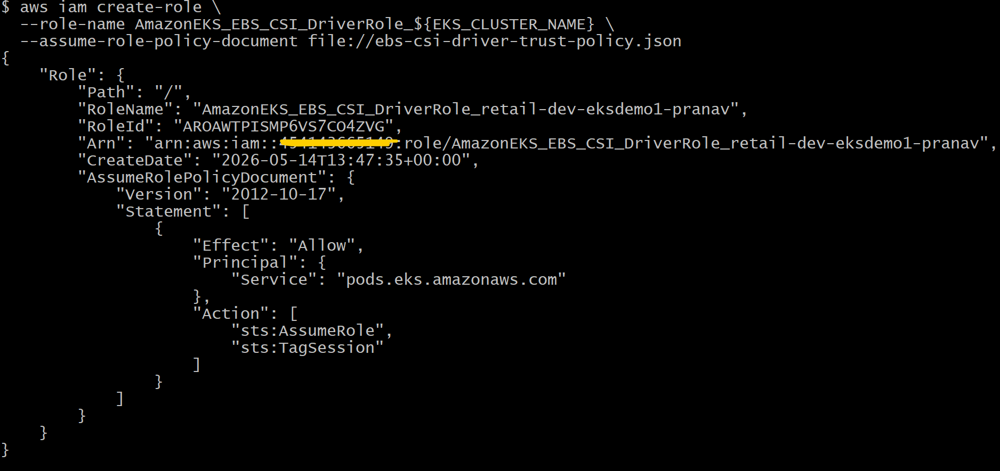 $ aws iam create-role \
  --role-name AmazonEKS_EBS_CSI_DriverRole_${EKS_CLUSTER_NAME} \
  --assume-role-policy-document file://ebs-csi-driver-trust-policy.json
{
    "Role": {
        "Path": "/",
        "RoleName": "AmazonEKS_EBS_CSI_DriverRole_retail-dev-eksdemo1-pranav",
        "RoleId": "AROAWTPISMP6VS7CO4ZVG",
        "Arn": "arn:aws:iam:::role/AmazonEKS_EBS_CSI_DriverRole_retail-dev-eksdemo1-pranav",
        "CreateDate": "2026-05-14T13:47:35+00:00",
        "AssumeRolePolicyDocument": {
            "Version": "2012-10-17",
            "Statement": [
                {
                    "Effect": "Allow",
                    "Principal": {
                        "Service": "pods.eks.amazonaws.com"
                    },
                    "Action": [
                        "sts:AssumeRole",
                        "sts:TagSession"
                    ]
                }
            ]
        }
    }
}